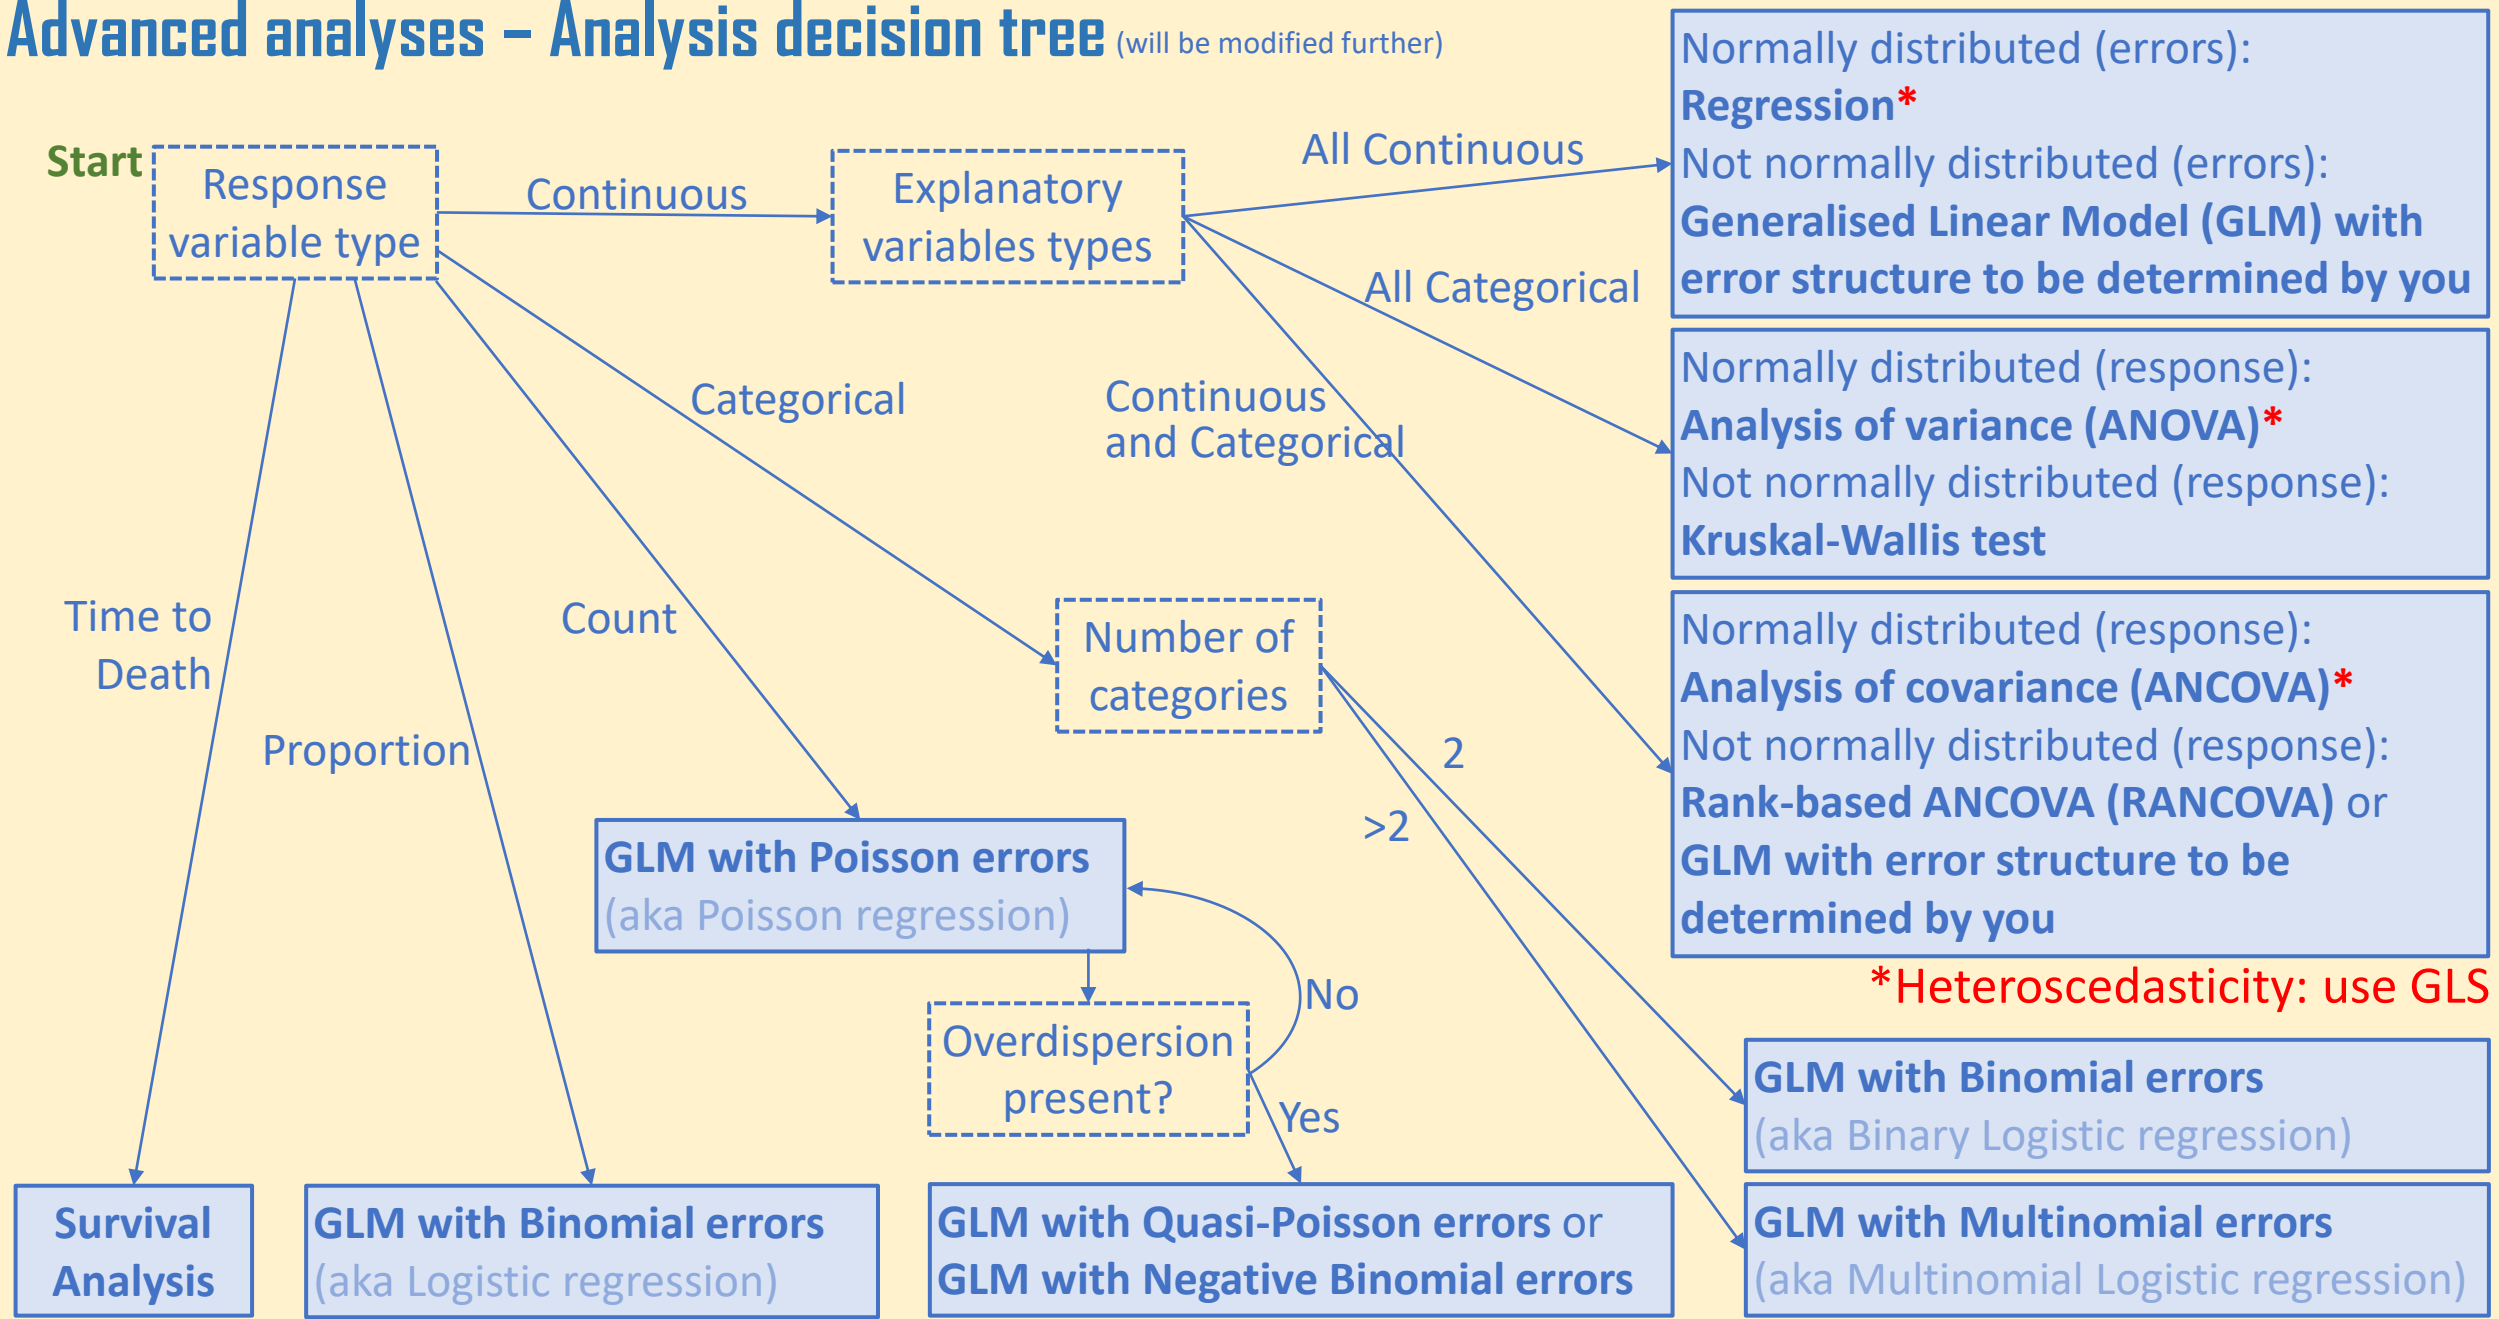 Advanced analyses – Analysis decision tree (will be modified further)
Start
Response
variable type
Continuous
Explanatory
variables types
All Continuous
All Categorical
Continuous
and Categorical
Normally distributed (errors):
Regression*
Not normally distributed (errors):
Generalised Linear Model (GLM) with
error structure to be determined by you
Normally distributed (response):
Analysis of variance (ANOVA)*
Not normally distributed (response):
Kruskal-Wallis test
Normally distributed (response):
Analysis of covariance (ANCOVA)*
Not normally distributed (response):
Rank-based ANCOVA (RANCOVA) or
GLM with error structure to be
determined by you
*Heteroscedasticity: use GLS
Categorical
Number of
categories
2
>2
GLM with Binomial errors
(aka Binary Logistic regression)
GLM with Multinomial errors
(aka Multinomial Logistic regression)
Count
GLM with Poisson errors
(aka Poisson regression)
Overdispersion
present?
No
Yes
GLM with Quasi-Poisson errors or
GLM with Negative Binomial errors
Proportion
GLM with Binomial errors
(aka Logistic regression)
Time to
Death
Survival
Analysis